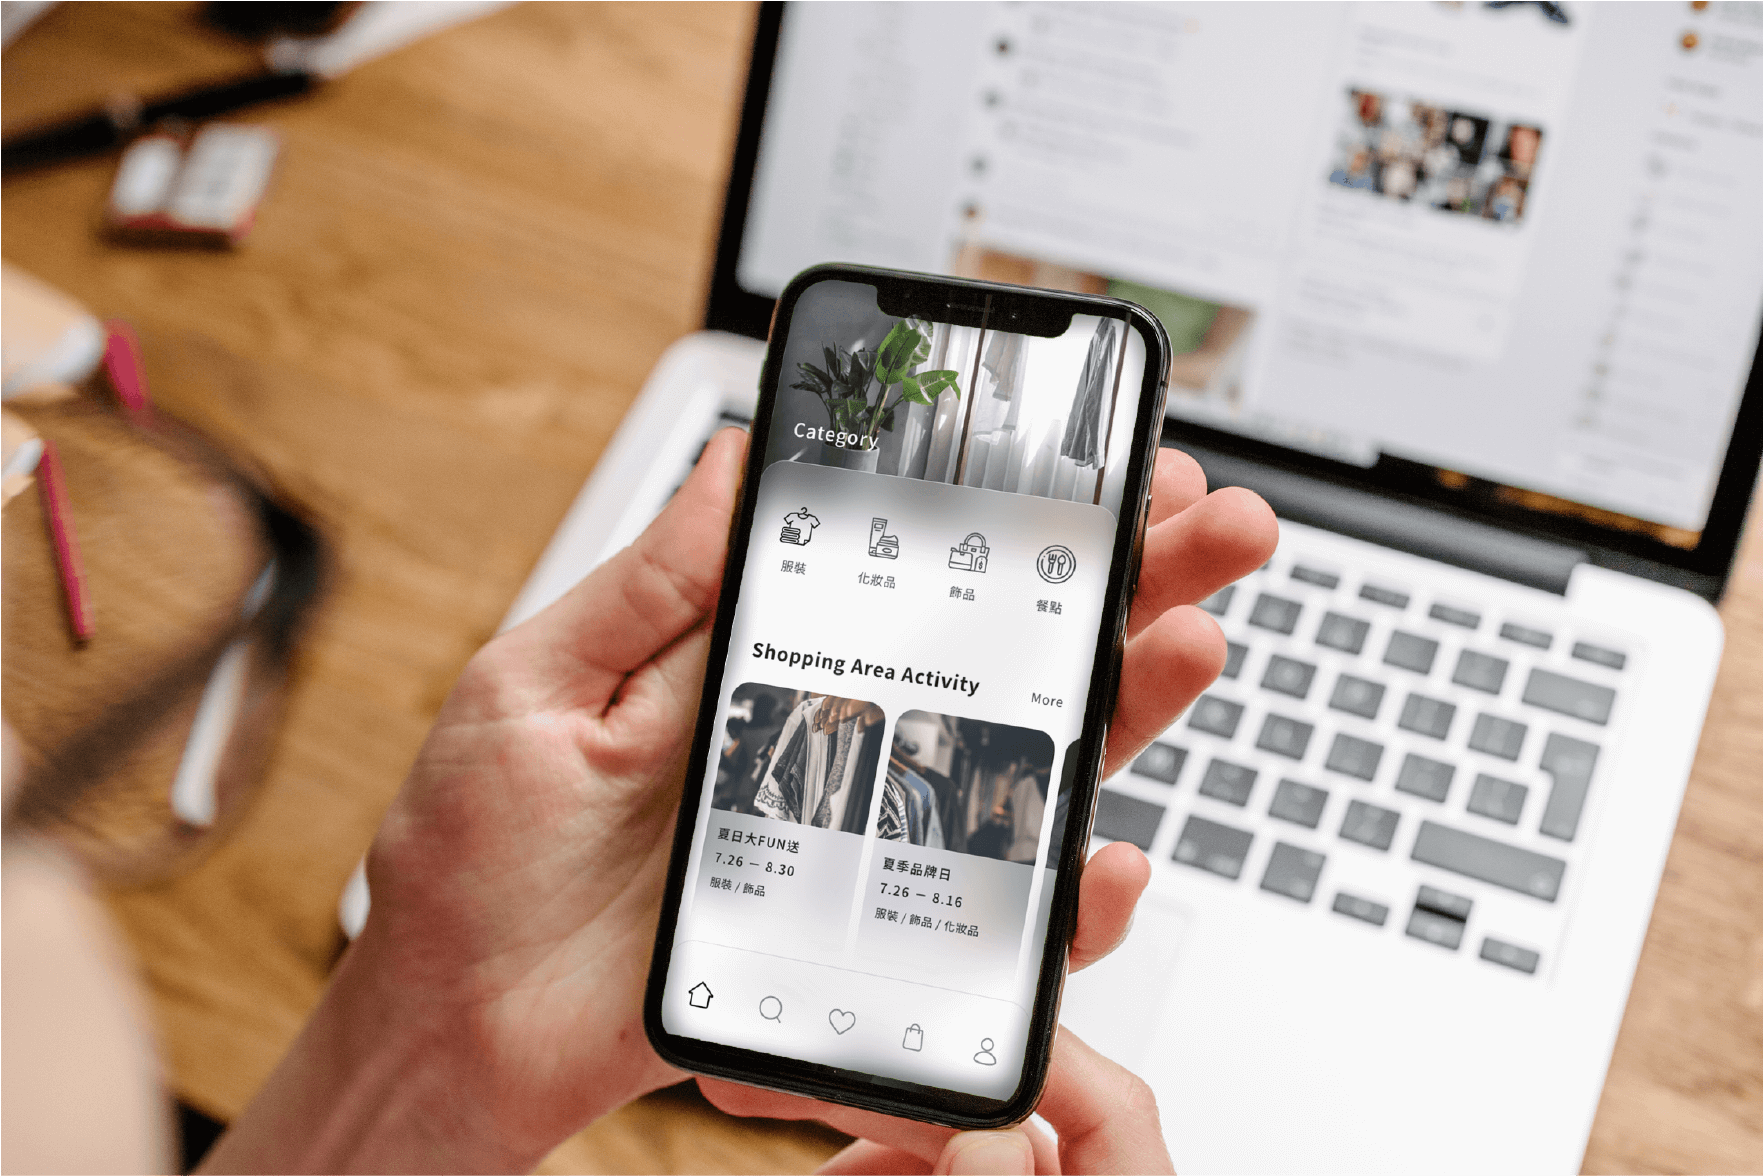 Category
服裝
化妝品
飾品
餐點
Shopping Area Activity
More
夏日大FUN送
7.26 – 8.30
服裝 / 飾品
夏季品牌日
7.26 – 8.16
服裝 / 飾品 / 化妝品